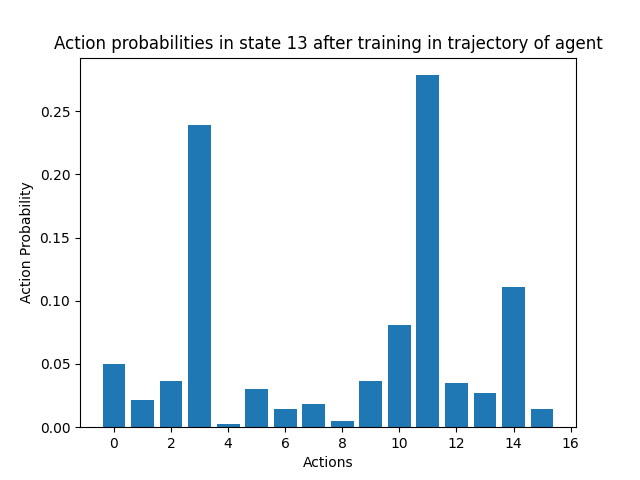 Action probabilities in state 13 after training in trajectory of agent
Action Probability
0.25
0.20
0.15
0.10
0.05
0.00
0 2 4 6 8 10 12 14 16
Actions